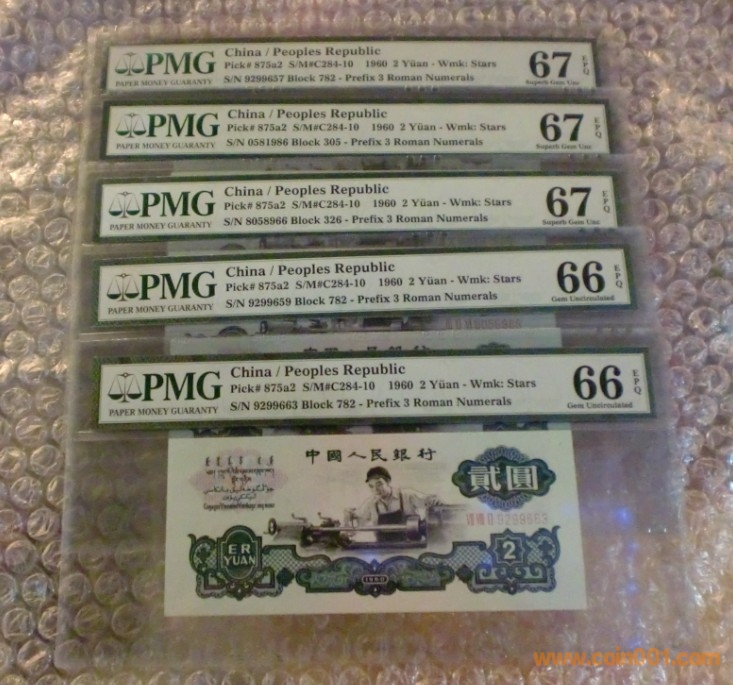 PMG
PAPER MONEY GUARANTY
China / Peoples Republic
Pick# 875a2 S/M#C284-10 1960 2 Yüan - Wmk: Stars
S/N 9299657 Block 782 - Prefix 3 Roman Numerals
67 EPQ
Superb Gem Unc
PMG
PAPER MONEY GUARANTY
China / Peoples Republic
Pick# 875a2 S/M#C284-10 1960 2 Yüan - Wmk: Stars
S/N 0581986 Block 305 - Prefix 3 Roman Numerals
67 EPQ
Superb Gem Unc
PMG
PAPER MONEY GUARANTY
China / Peoples Republic
Pick# 875a2 S/M#C284-10 1960 2 Yüan - Wmk: Stars
S/N 8058966 Block 326 - Prefix 3 Roman Numerals
67 EPQ
Superb Gem Unc
PMG
PAPER MONEY GUARANTY
China / Peoples Republic
Pick# 875a2 S/M#C284-10 1960 2 Yüan - Wmk: Stars
S/N 9299659 Block 782 - Prefix 3 Roman Numerals
66 EPQ
Gem Uncirculated
8058966
PMG
PAPER MONEY GUARANTY
China / Peoples Republic
Pick# 875a2 S/M#C284-10 1960 2 Yüan - Wmk: Stars
S/N 9299663 Block 782 - Prefix 3 Roman Numerals
66 EPQ
Gem Uncirculated
中國人民銀行
貳圓
9299663
ER
YUAN
1960
2
www.coin001.com